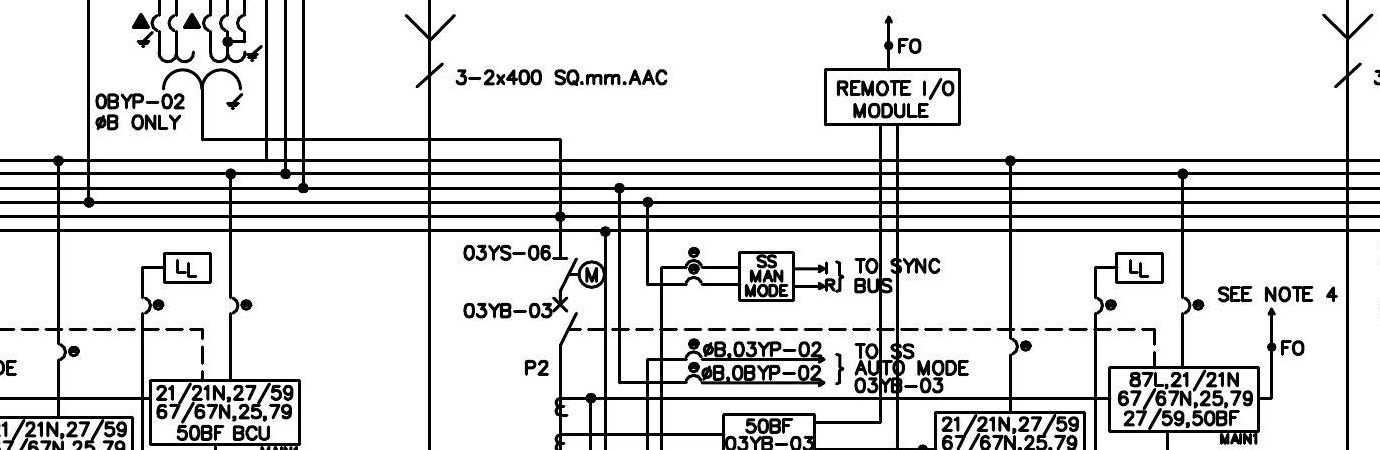 FO
3-2x400 SQ.mm.AAC
REMOTE I/O
MODULE
0BYP-02
øB ONLY
03YS-06
M
LL
SS
MAN
MODE
I
R
TO SYNC
BUS
LL
SEE NOTE 4
03YB-03
P2
øB,03YP-02
øB,0BYP-02
TO SS
AUTO MODE
03YB-03
FO
21/21N,27/59
67/67N,25,79
50BF BCU
MAIN1
1/21N,27/59
7/67N,25,79
50BF
03YB-03
21/21N,27/59
67/67N,25,79
87L,21/21N
67/67N,25,79
27/59,50BF
MAIN1